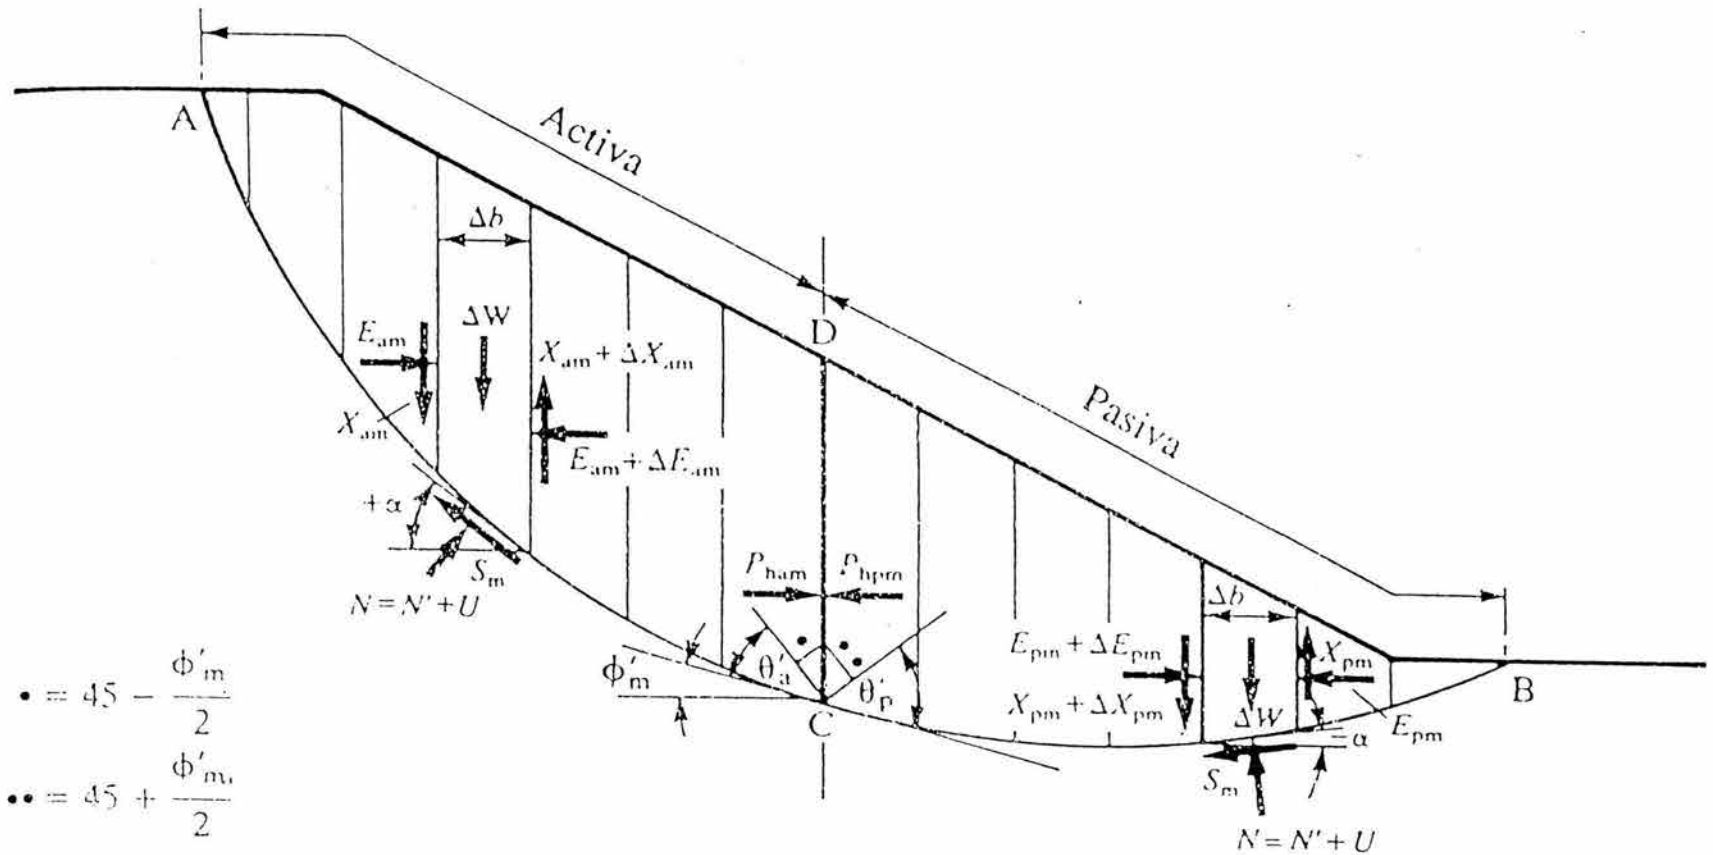 A
Activa
Δb
E_am
ΔW
X_am + ΔX_am
D
X_am
E_am + ΔE_am
Pasiva
+ α
S_m
N = N' + U
P_ham
P_hpm
Δb
E_pm + ΔE_pm
X_pm
φ'_m
θ'_a
θ'_p
X_pm + ΔX_pm
ΔW
B
C
E_pm
- α
S_m
N = N' + U
• = 45 - φ'_m / 2
•• = 45 + φ'_m / 2